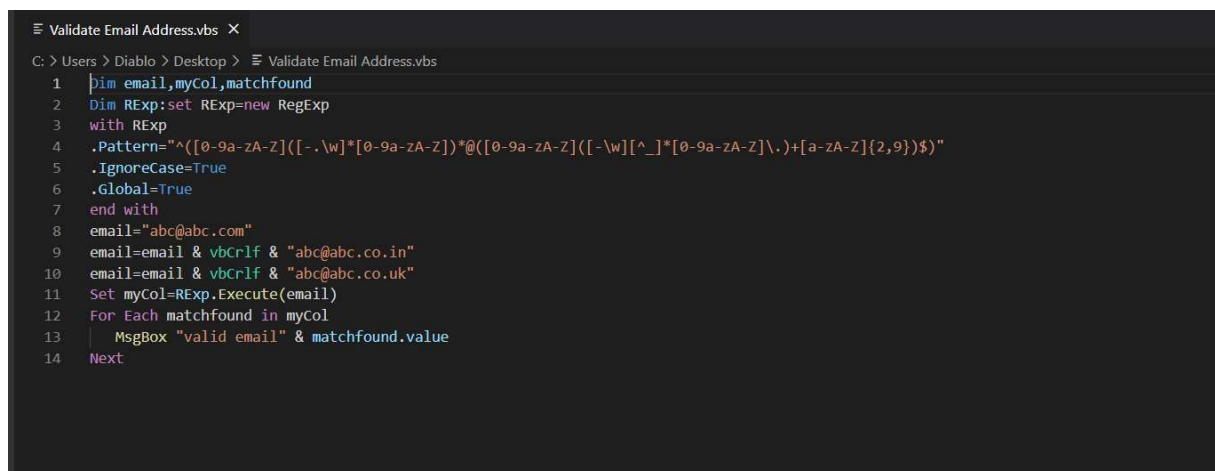 Validate Email Address.vbs
C: > Users > Diablo > Desktop > Validate Email Address.vbs
1 Dim email,myCol,matchfound
2 Dim RExp:set RExp=new RegExp
3 with RExp
4 .Pattern="^([0-9a-zA-Z]([-.\w]*[0-9a-zA-Z])*@([0-9a-zA-Z]([-\w][^_]*[0-9a-zA-Z]\.)+[a-zA-Z]{2,9})$)"
5 .IgnoreCase=True
6 .Global=True
7 end with
8 email="abc@abc.com"
9 email=email & vbCrlf & "abc@abc.co.in"
10 email=email & vbCrlf & "abc@abc.co.uk"
11 Set myCol=RExp.Execute(email)
12 For Each matchfound in myCol
13 MsgBox "valid email" & matchfound.value
14 Next